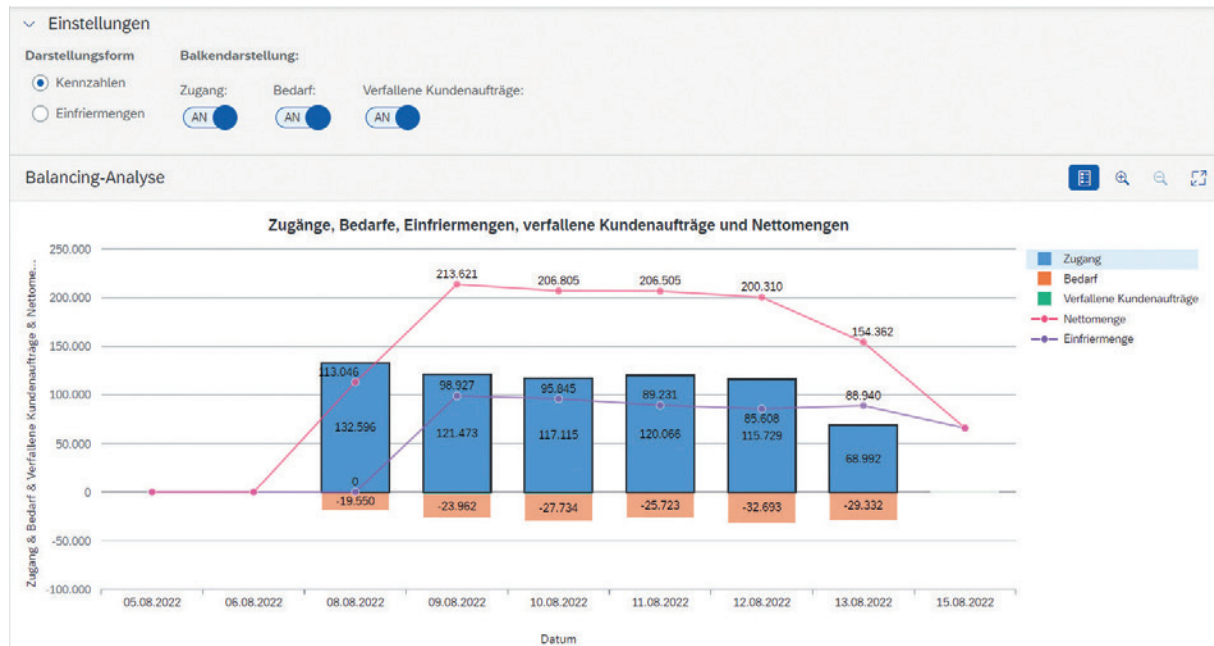 Einstellungen
Darstellungsform
Balkendarstellung:
Kennzahlen
Einfriermengen
Zugang:
Bedarf:
Verfallene Kundenaufträge:
AN
AN
AN
Balancing-Analyse
Zugänge, Bedarfe, Einfriermengen, verfallene Kundenaufträge und Nettomengen
Zugang & Bedarf & Verfallene Kundenaufträge & Nettome...
250.000
200.000
150.000
100.000
50.000
0
-50.000
-100.000
113.046
213.621
206.805
206.505
200.310
154.362
0
98.927
95.845
89.231
85.608
88.940
132.596
121.473
117.115
120.066
115.729
68.992
-19.550
-23.962
-27.734
-25.723
-32.693
-29.332
05.08.2022
06.08.2022
08.08.2022
09.08.2022
10.08.2022
11.08.2022
12.08.2022
13.08.2022
15.08.2022
Datum
Zugang
Bedarf
Verfallene Kundenaufträge
Nettomenge
Einfriermenge